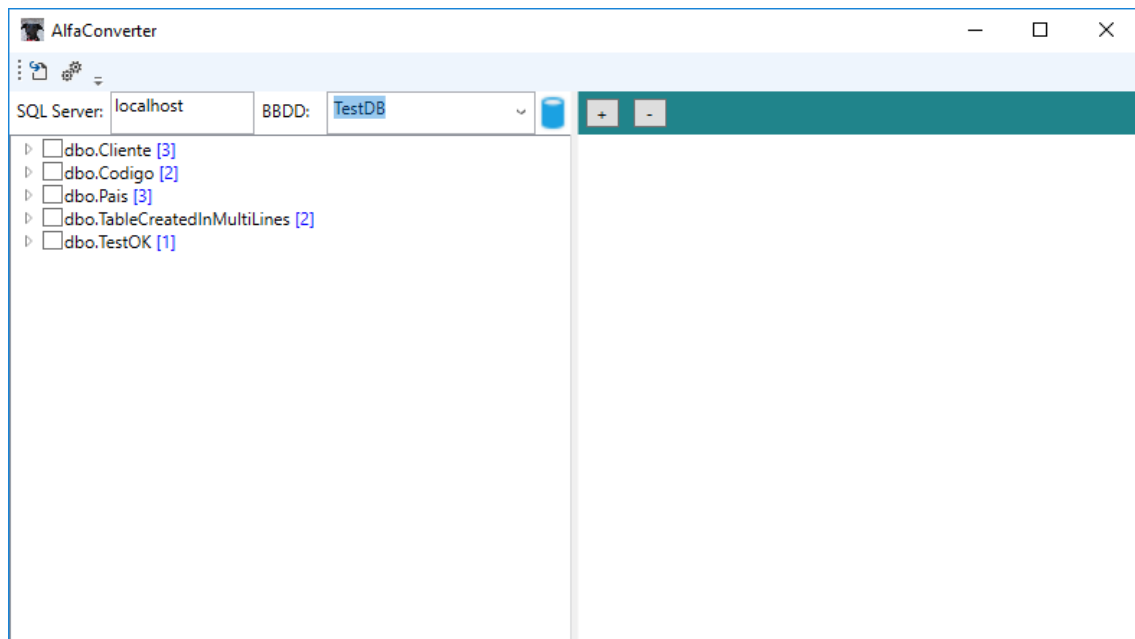 AlfaConverter
SQL Server: localhost BBDD: TestDB + -
dbo.Cliente [3]
dbo.Codigo [2]
dbo.Pais [3]
dbo.TableCreatedInMultiLines [2]
dbo.TestOK [1]